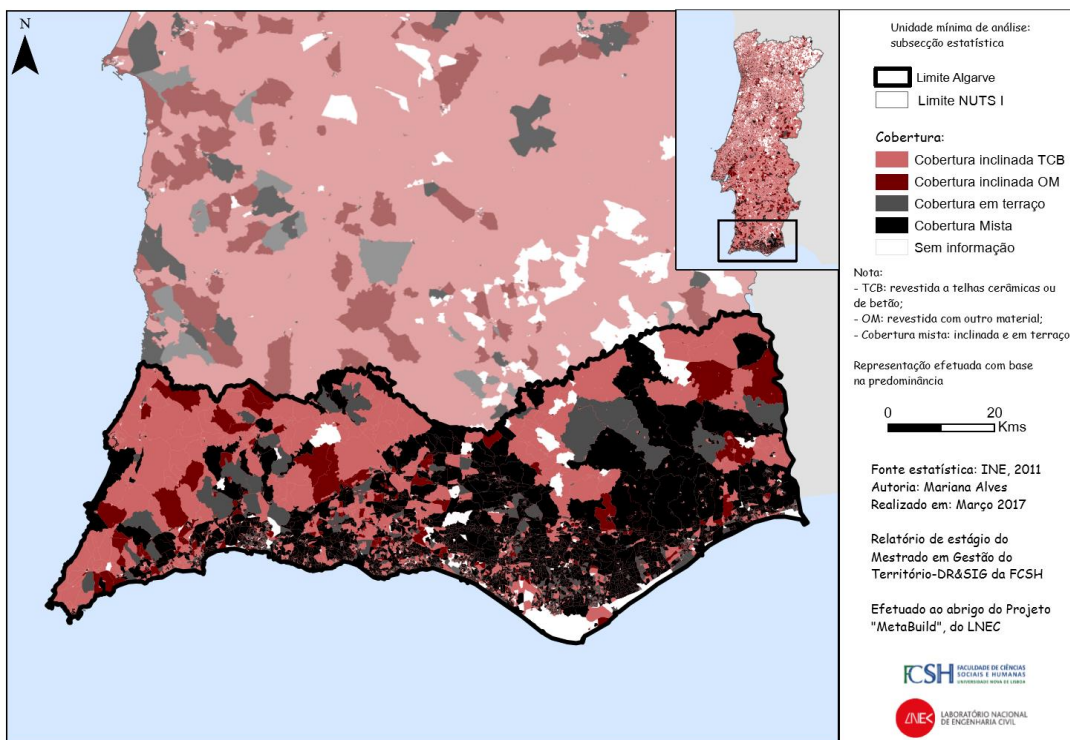 N
Unidade mínima de análise:
subsecção estatística
Limite Algarve
Limite NUTS I
Cobertura:
Cobertura inclinada TCB
Cobertura inclinada OM
Cobertura em terraço
Cobertura Mista
Sem informação
Nota:
- TCB: revestida a telhas cerâmicas ou
de betão;
- OM: revestida com outro material;
- Cobertura mista: inclinada e em terraço
Representação efetuada com base
na predominância
0 20
Kms
Fonte estatística: INE, 2011
Autoria: Mariana Alves
Realizado em: Março 2017
Relatório de estágio do
Mestrado em Gestão do
Território-DR&SIG da FCSH
Efetuado ao abrigo do Projeto
"MetaBuild", do LNEC
FCSH FACULDADE DE CIÊNCIAS
SOCIAIS E HUMANAS
UNIVERSIDADE NOVA DE LISBOA
LNEC LABORATÓRIO NACIONAL
DE ENGENHARIA CIVIL